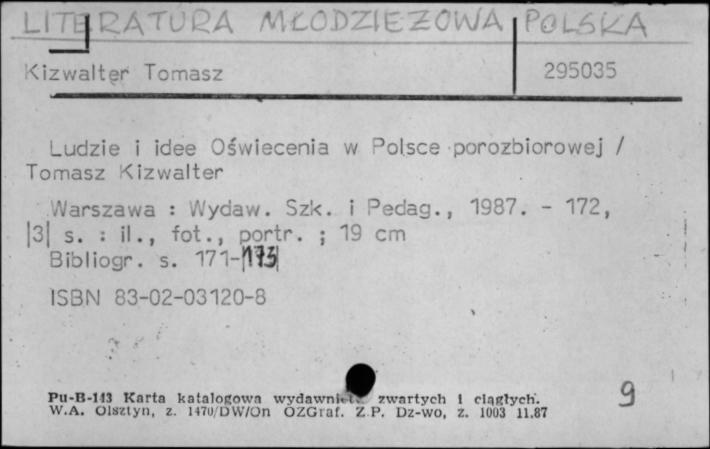 LITERATURA MŁODZIEŻOWA POLSKA
Kizwalter Tomasz 295035
Ludzie i idee Oświecenia w Polsce porozbiorowej /
Tomasz Kizwalter
Warszawa : Wydaw. Szk. i Pedag., 1987. - 172,
|3| s. : il., fot., portr. ; 19 cm
Bibliogr. s. 171-|173|
ISBN 83-02-03120-8
Pu-B-113 Karta katalogowa zwartych i ciągłych.
W.A. Olsztyn, z. 1470/DW/On OZGraf. Z.P. Dz-wo, z. 1003 11.87
9